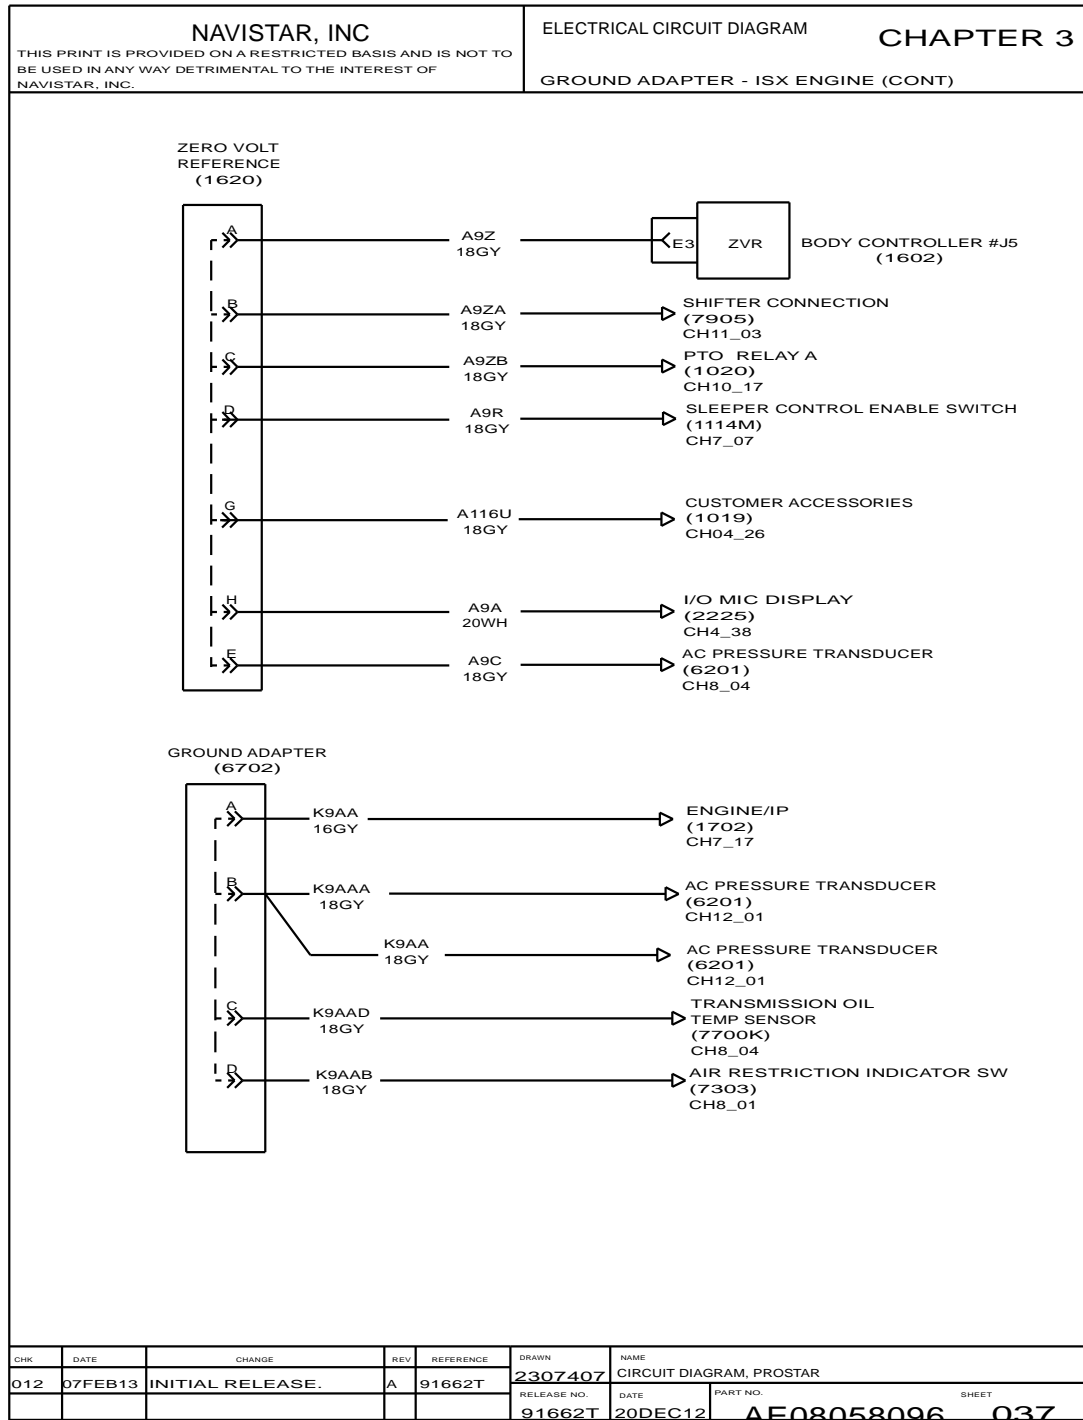 NAVISTAR, INC
THIS PRINT IS PROVIDED ON A RESTRICTED BASIS AND IS NOT TO
BE USED IN ANY WAY DETRIMENTAL TO THE INTEREST OF
NAVISTAR, INC.
ELECTRICAL CIRCUIT DIAGRAM
CHAPTER 3
GROUND ADAPTER - ISX ENGINE (CONT)
ZERO VOLT
REFERENCE
(1620)
A
A9Z
18GY
E3
ZVR
BODY CONTROLLER #J5
(1602)
B
A9ZA
18GY
SHIFTER CONNECTION
(7905)
CH11_03
C
A9ZB
18GY
PTO RELAY A
(1020)
CH10_17
D
A9R
18GY
SLEEPER CONTROL ENABLE SWITCH
(1114M)
CH7_07
G
A116U
18GY
CUSTOMER ACCESSORIES
(1019)
CH04_26
H
A9A
20WH
I/O MIC DISPLAY
(2225)
CH4_38
E
A9C
18GY
AC PRESSURE TRANSDUCER
(6201)
CH8_04
GROUND ADAPTER
(6702)
A
K9AA
16GY
ENGINE/IP
(1702)
CH7_17
B
K9AAA
18GY
AC PRESSURE TRANSDUCER
(6201)
CH12_01
K9AA
18GY
AC PRESSURE TRANSDUCER
(6201)
CH12_01
C
K9AAD
18GY
TRANSMISSION OIL
TEMP SENSOR
(7700K)
CH8_04
D
K9AAB
18GY
AIR RESTRICTION INDICATOR SW
(7303)
CH8_01
CHK DATE CHANGE REV REFERENCE
012 07FEB13 INITIAL RELEASE. A 91662T
DRAWN
2307407
NAME
CIRCUIT DIAGRAM, PROSTAR
RELEASE NO.
91662T
DATE
20DEC12
PART NO.
AE08058096
SHEET
037